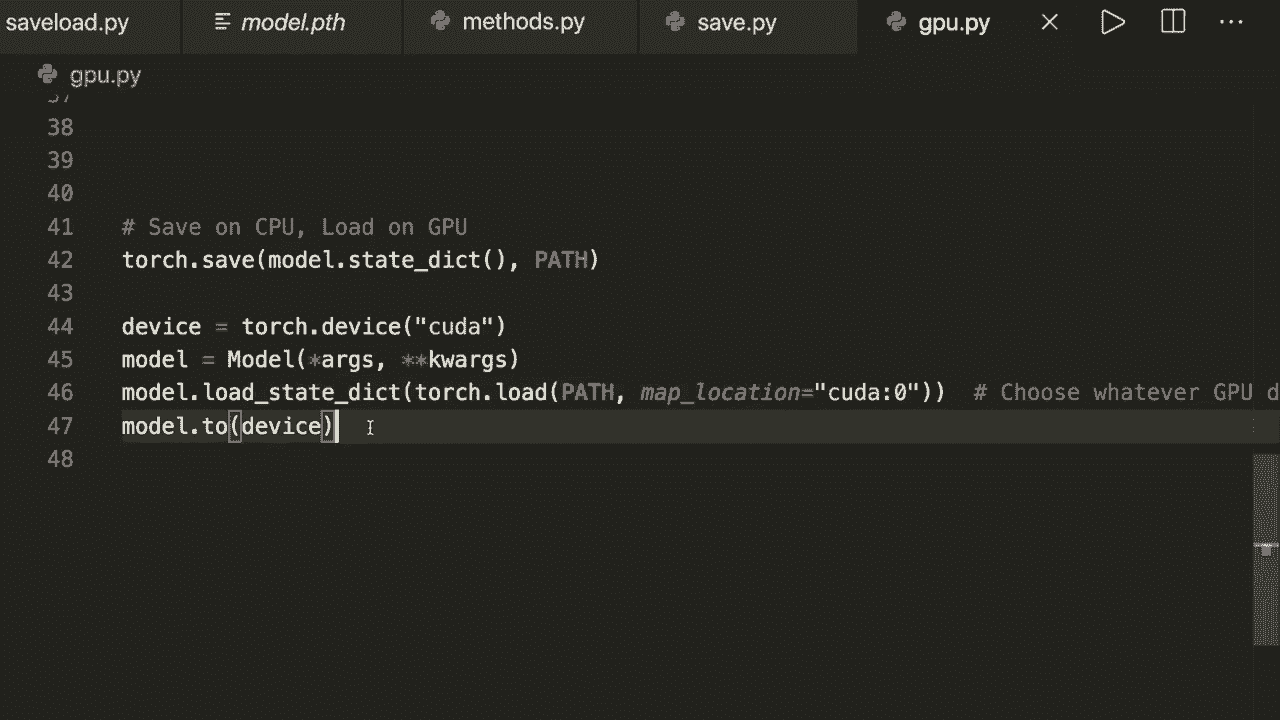 saveload.py model.pth methods.py save.py gpu.py
gpu.py
37
38
39
40
41 # Save on CPU, Load on GPU
42 torch.save(model.state_dict(), PATH)
43
44 device = torch.device("cuda")
45 model = Model(*args, **kwargs)
46 model.load_state_dict(torch.load(PATH, map_location="cuda:0")) # Choose whatever GPU d
47 model.to(device)
48